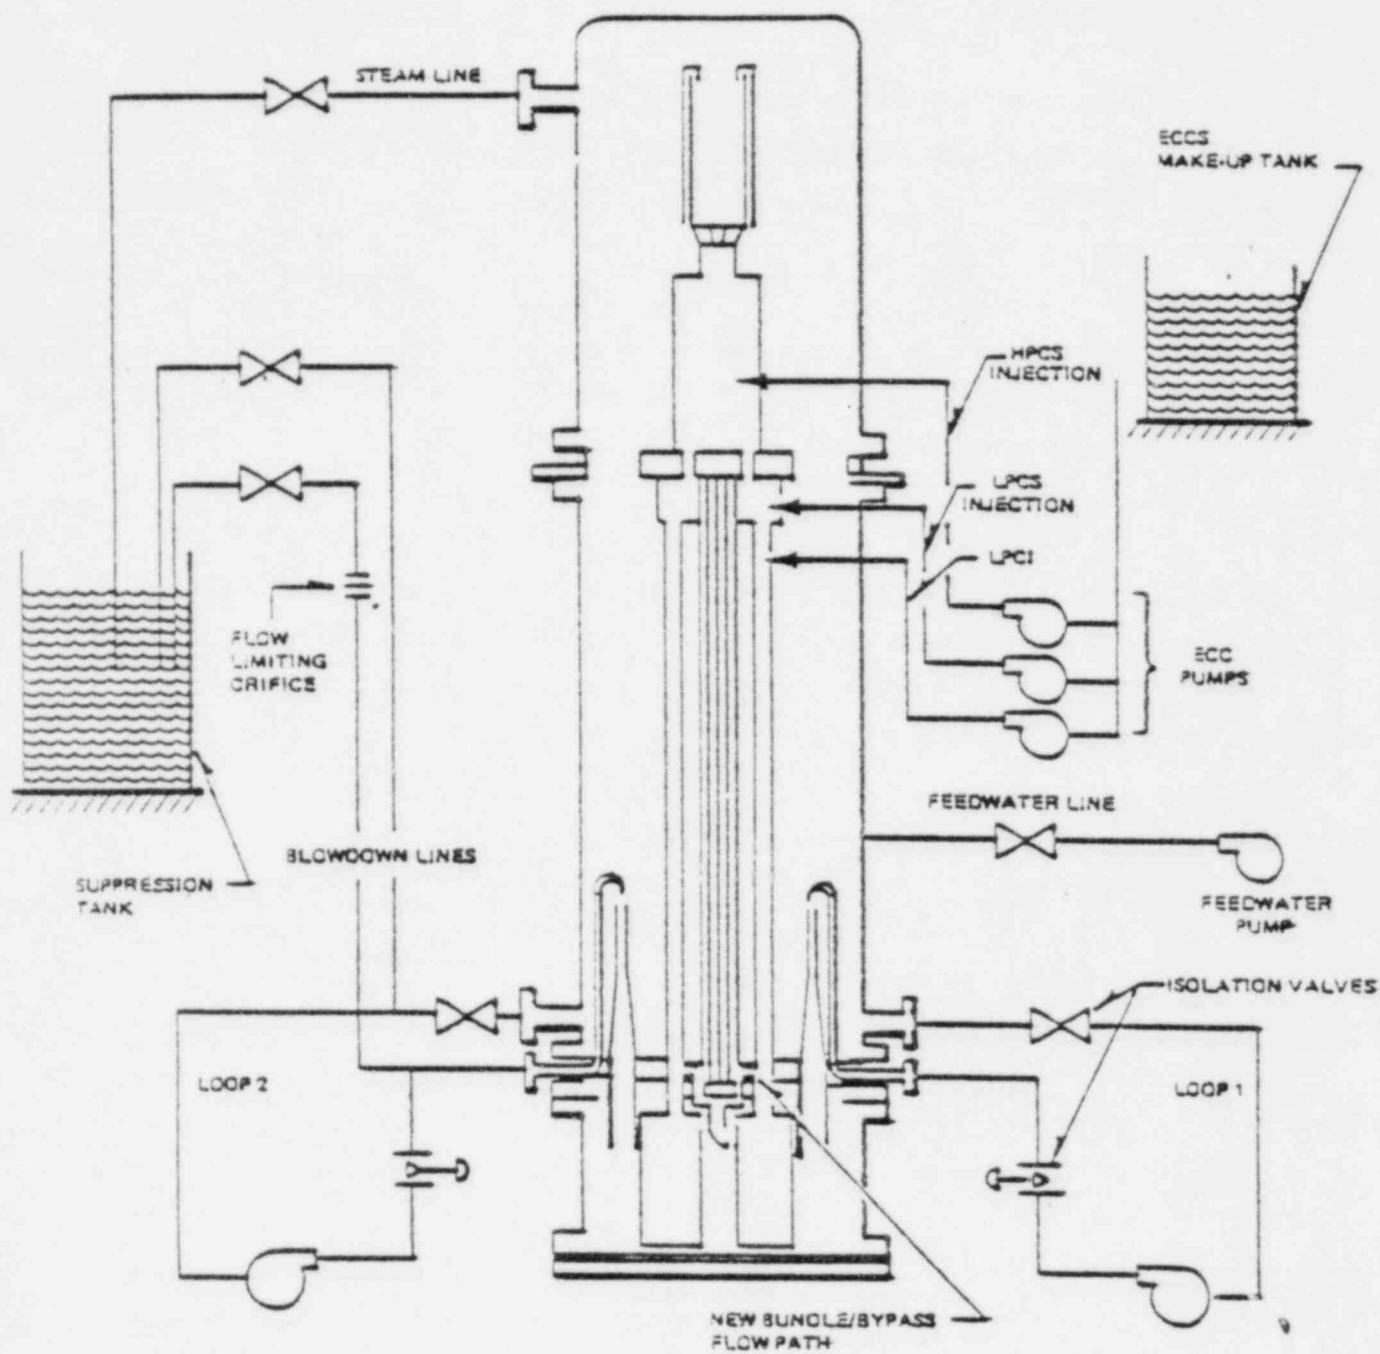 STEAM LINE
ECCS
MAKE-UP TANK
HPCS
INJECTION
LPCS
INJECTION
LPCI
FLOW
LIMITING
ORIFICE
ECC
PUMPS
FEEDWATER LINE
BLOWDOWN LINES
SUPPRESSION
TANK
FEEDWATER
PUMP
ISOLATION VALVES
LOOP 2
LOOP 1
NEW BUNDLE/BYPASS
FLOW PATH